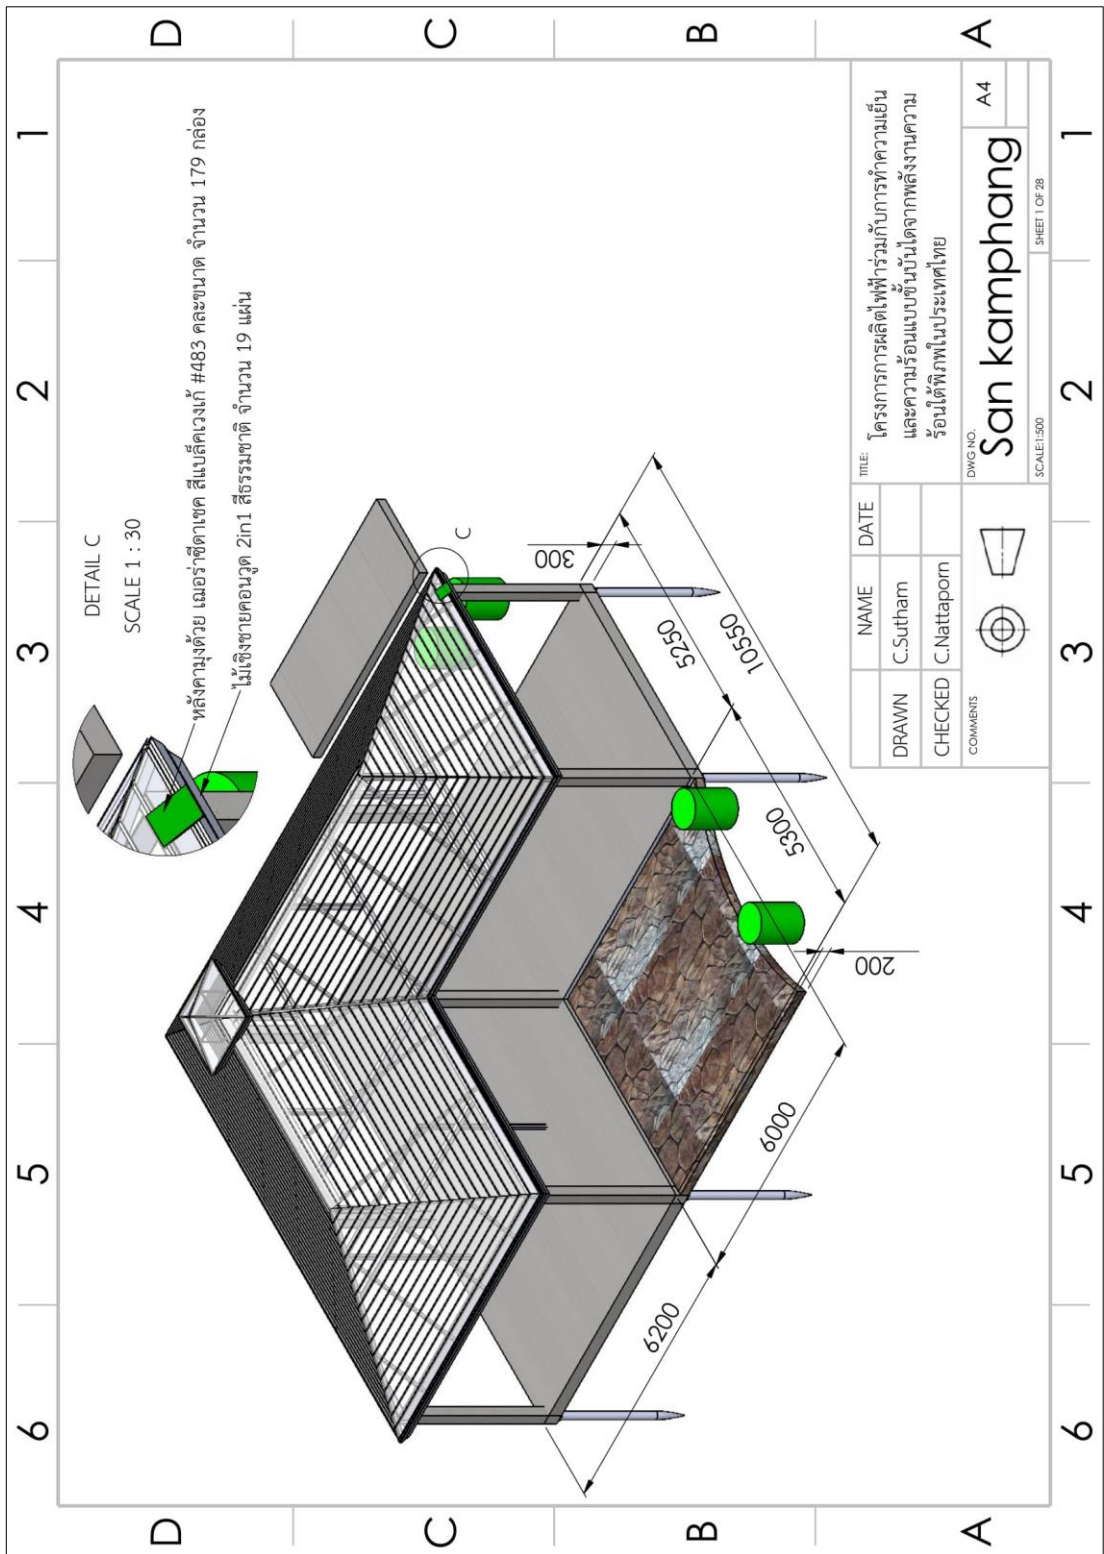 6 5 4 3 2 1
D D
C C
B B
A A
6 5 4 3 2 1
DETAIL C
SCALE 1 : 30
หลังคามุงด้วย เฌอร่าซีดาเชค สีแบล็คเวงเก้ #483 คละขนาด จำนวน 179 กล่อง
ไม้เชิงชายคอนวูด 2in1 สีธรรมชาติ จำนวน 19 แผ่น
C
300
5250
10550
5300
200
6000
6200
NAME DATE
DRAWN C.Sutham
CHECKED C.Nattaporn
COMMENTS
TITLE:
โครงการการผลิตไฟฟ้าร่วมกับการทำความเย็น
และความร้อนแบบขั้นบันไดจากพลังงานความ
ร้อนใต้พิภพในประเทศไทย
DWG NO.
San kamphang
A4
SCALE:1:500
SHEET 1 OF 28